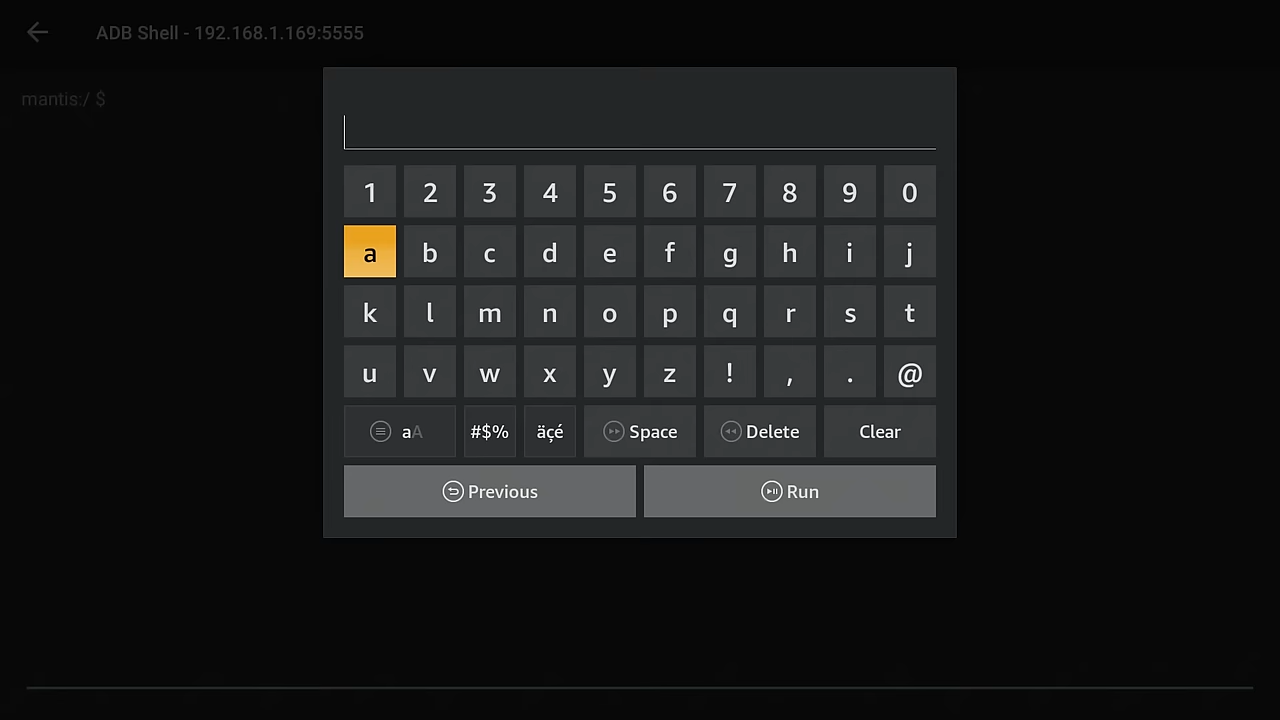 ADB Shell - 192.168.1.169:5555
mantis:/ $
1 2 3 4 5 6 7 8 9 0
a b c d e f g h i j
k l m n o p q r s t
u v w x y z ! , . @
aA #$% äçé Space Delete Clear
Previous Run